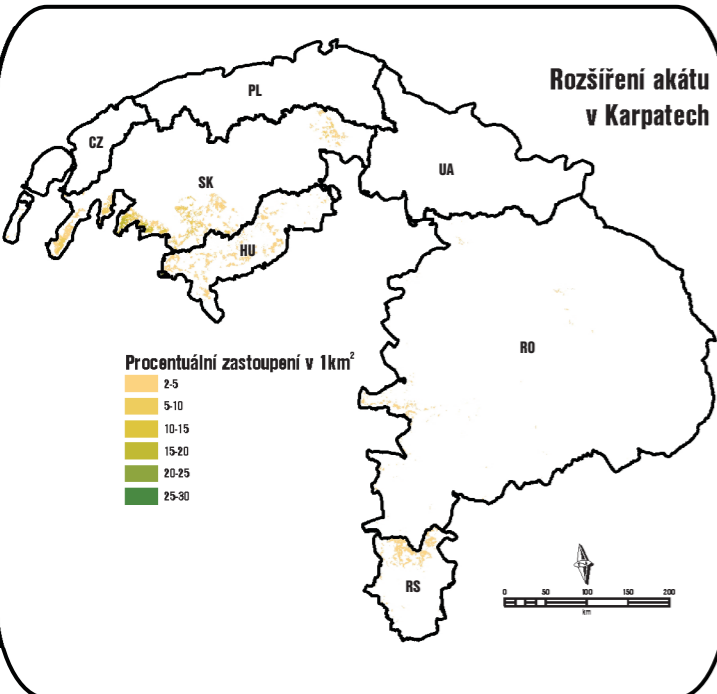 Rozšíření akátu
v Karpatech
PL
CZ
UA
SK
HU
RO
Procentuální zastoupení v 1km²
2-5
5-10
10-15
15-20
20-25
25-30
RS
0 50 100 150 200
km